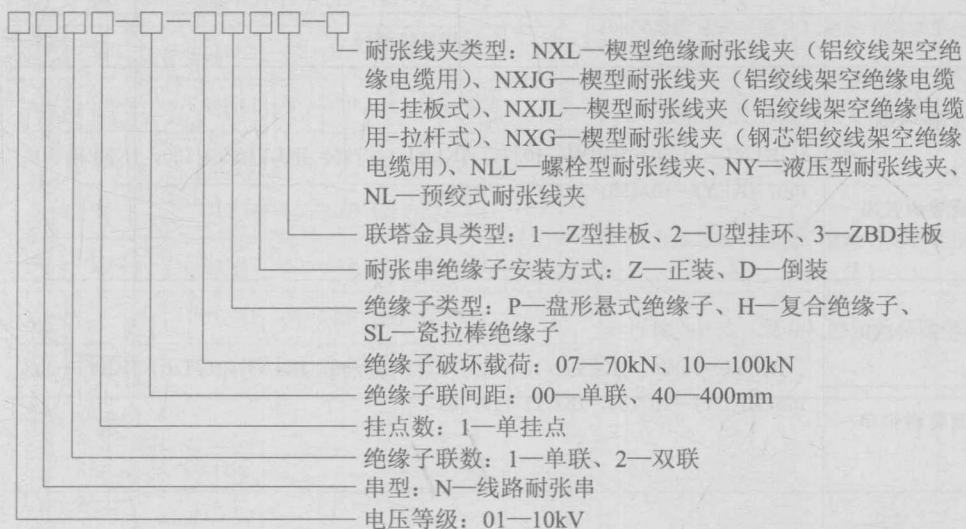 □□□□—□—□□□□—□
耐张线夹类型：NXL—楔型绝缘耐张线夹（铝绞线架空绝
缘电缆用）、NXJG—楔型耐张线夹（铝绞线架空绝缘电缆
用-挂板式）、NXJL—楔型耐张线夹（铝绞线架空绝缘电缆
用-拉杆式）、NXG—楔型耐张线夹（钢芯铝绞线架空绝缘
电缆用）、NLL—螺栓型耐张线夹、NY—液压型耐张线夹、
NL—预绞式耐张线夹
联塔金具类型：1—Z型挂板、2—U型挂环、3—ZBD挂板
耐张串绝缘子安装方式：Z—正装、D—倒装
绝缘子类型：P—盘形悬式绝缘子、H—复合绝缘子、
SL—瓷拉棒绝缘子
绝缘子破坏载荷：07—70kN、10—100kN
绝缘子联间距：00—单联、40—400mm
挂点数：1—单挂点
绝缘子联数：1—单联、2—双联
串型：N—线路耐张串
电压等级：01—10kV